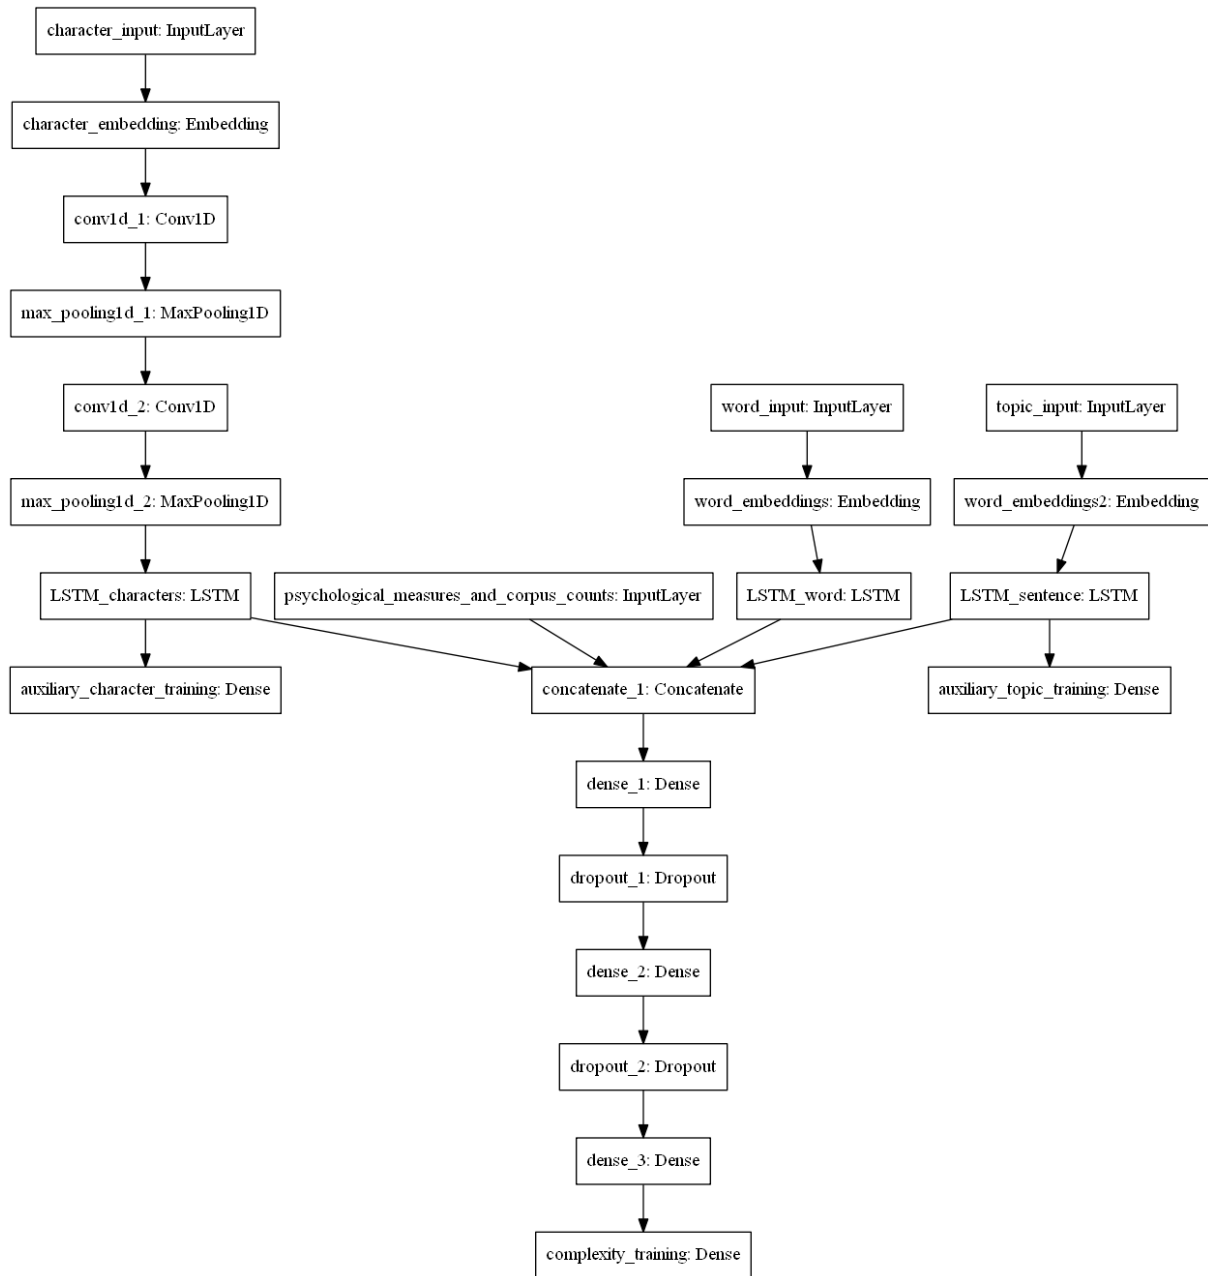 character_input: InputLayer
character_embedding: Embedding
conv1d_1: Conv1D
max_pooling1d_1: MaxPooling1D
conv1d_2: Conv1D
word_input: InputLayer
topic_input: InputLayer
max_pooling1d_2: MaxPooling1D
word_embeddings: Embedding
word_embeddings2: Embedding
LSTM_characters: LSTM
psychological_measures_and_corpus_counts: InputLayer
LSTM_word: LSTM
LSTM_sentence: LSTM
auxiliary_character_training: Dense
concatenate_1: Concatenate
auxiliary_topic_training: Dense
dense_1: Dense
dropout_1: Dropout
dense_2: Dense
dropout_2: Dropout
dense_3: Dense
complexity_training: Dense